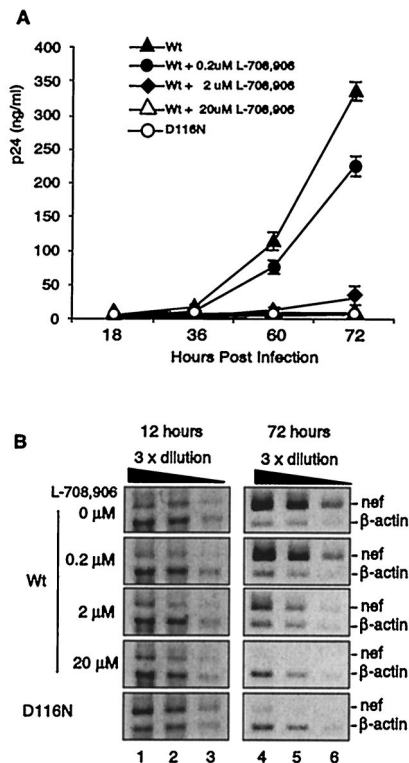 A
400
350
300
250
200
150
100
50
0
p24 (ng/ml)
Wt
Wt + 0.2uM L-708,906
Wt + 2 uM L-708,906
Wt + 20uM L-708,906
D116N
18 36 60 72
Hours Post Infection
B
12 hours 72 hours
3 x dilution 3 x dilution
L-708,906
0 µM
nef
β-actin
0.2 µM
nef
β-actin
Wt
2 µM
nef
β-actin
20 µM
nef
β-actin
D116N
nef
β-actin
1 2 3 4 5 6